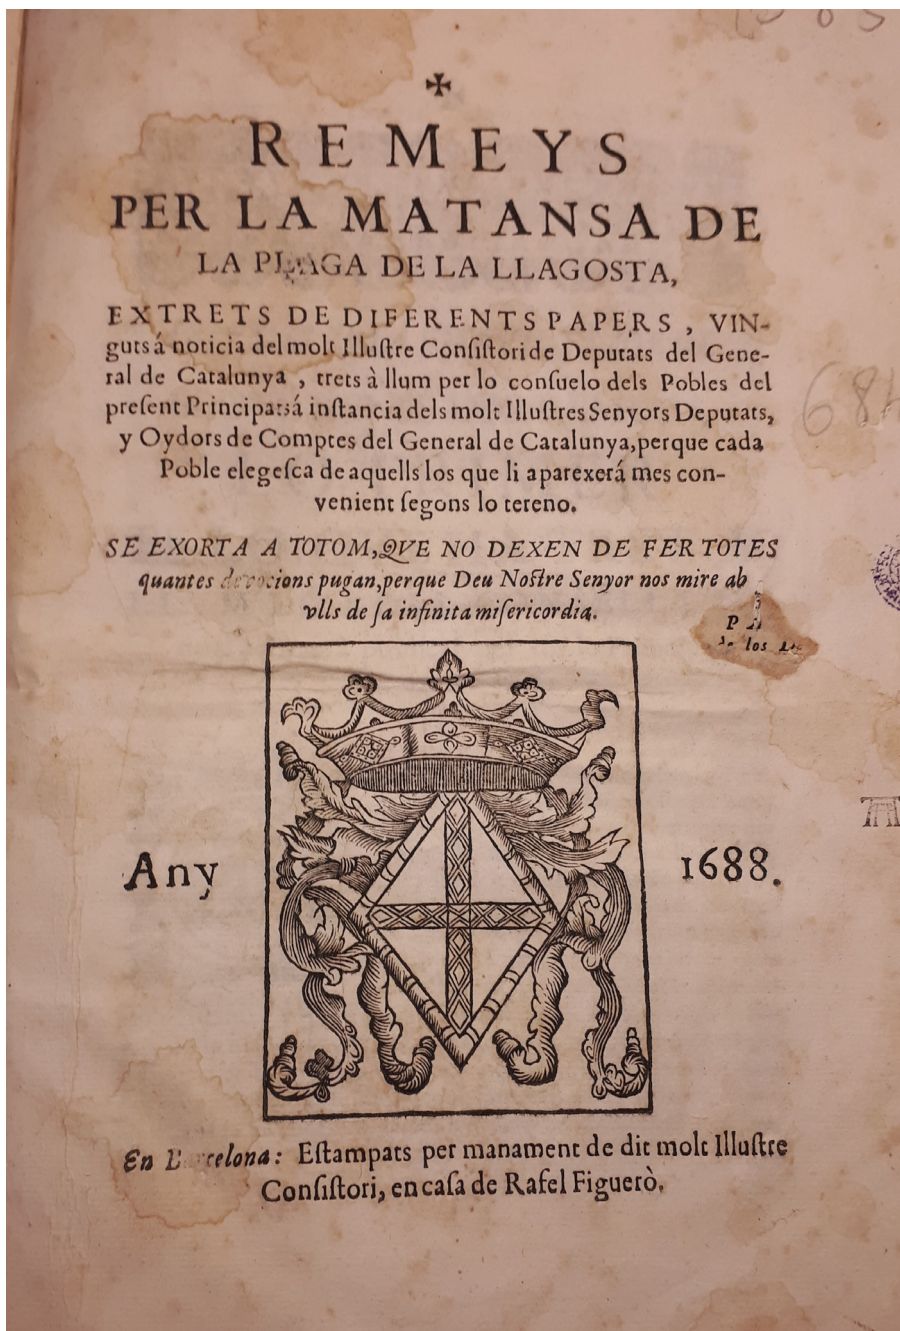 ✠
REMEYS
PER LA MATANSA DE
LA PLAGA DE LA LLAGOSTA,
EXTRETS DE DIFERENTS PAPERS, VIN-
guts á noticia del molt Illuſtre Conſiſtori de Deputats del Gene-
ral de Catalunya, trets à llum per lo conſuelo dels Pobles del
preſent Principat: á inſtancia dels molt Illuſtres Senyors Deputats,
y Oydors de Comptes del General de Catalunya, perque cada
Poble elegeſca de aquells los que li aparexerá mes con-
venient ſegons lo tereno.
SE EXORTA A TOTOM, QVE NO DEXEN DE FER TOTES
quantes devocions pugan, perque Deu Noſtre Senyor nos mire ab
vlls de ſa infinita miſericordia.
los
684
Any 1688.
En Barcelona: Eſtampats per manament de dit molt Illuſtre
Conſiſtori, en caſa de Rafel Figuerò.